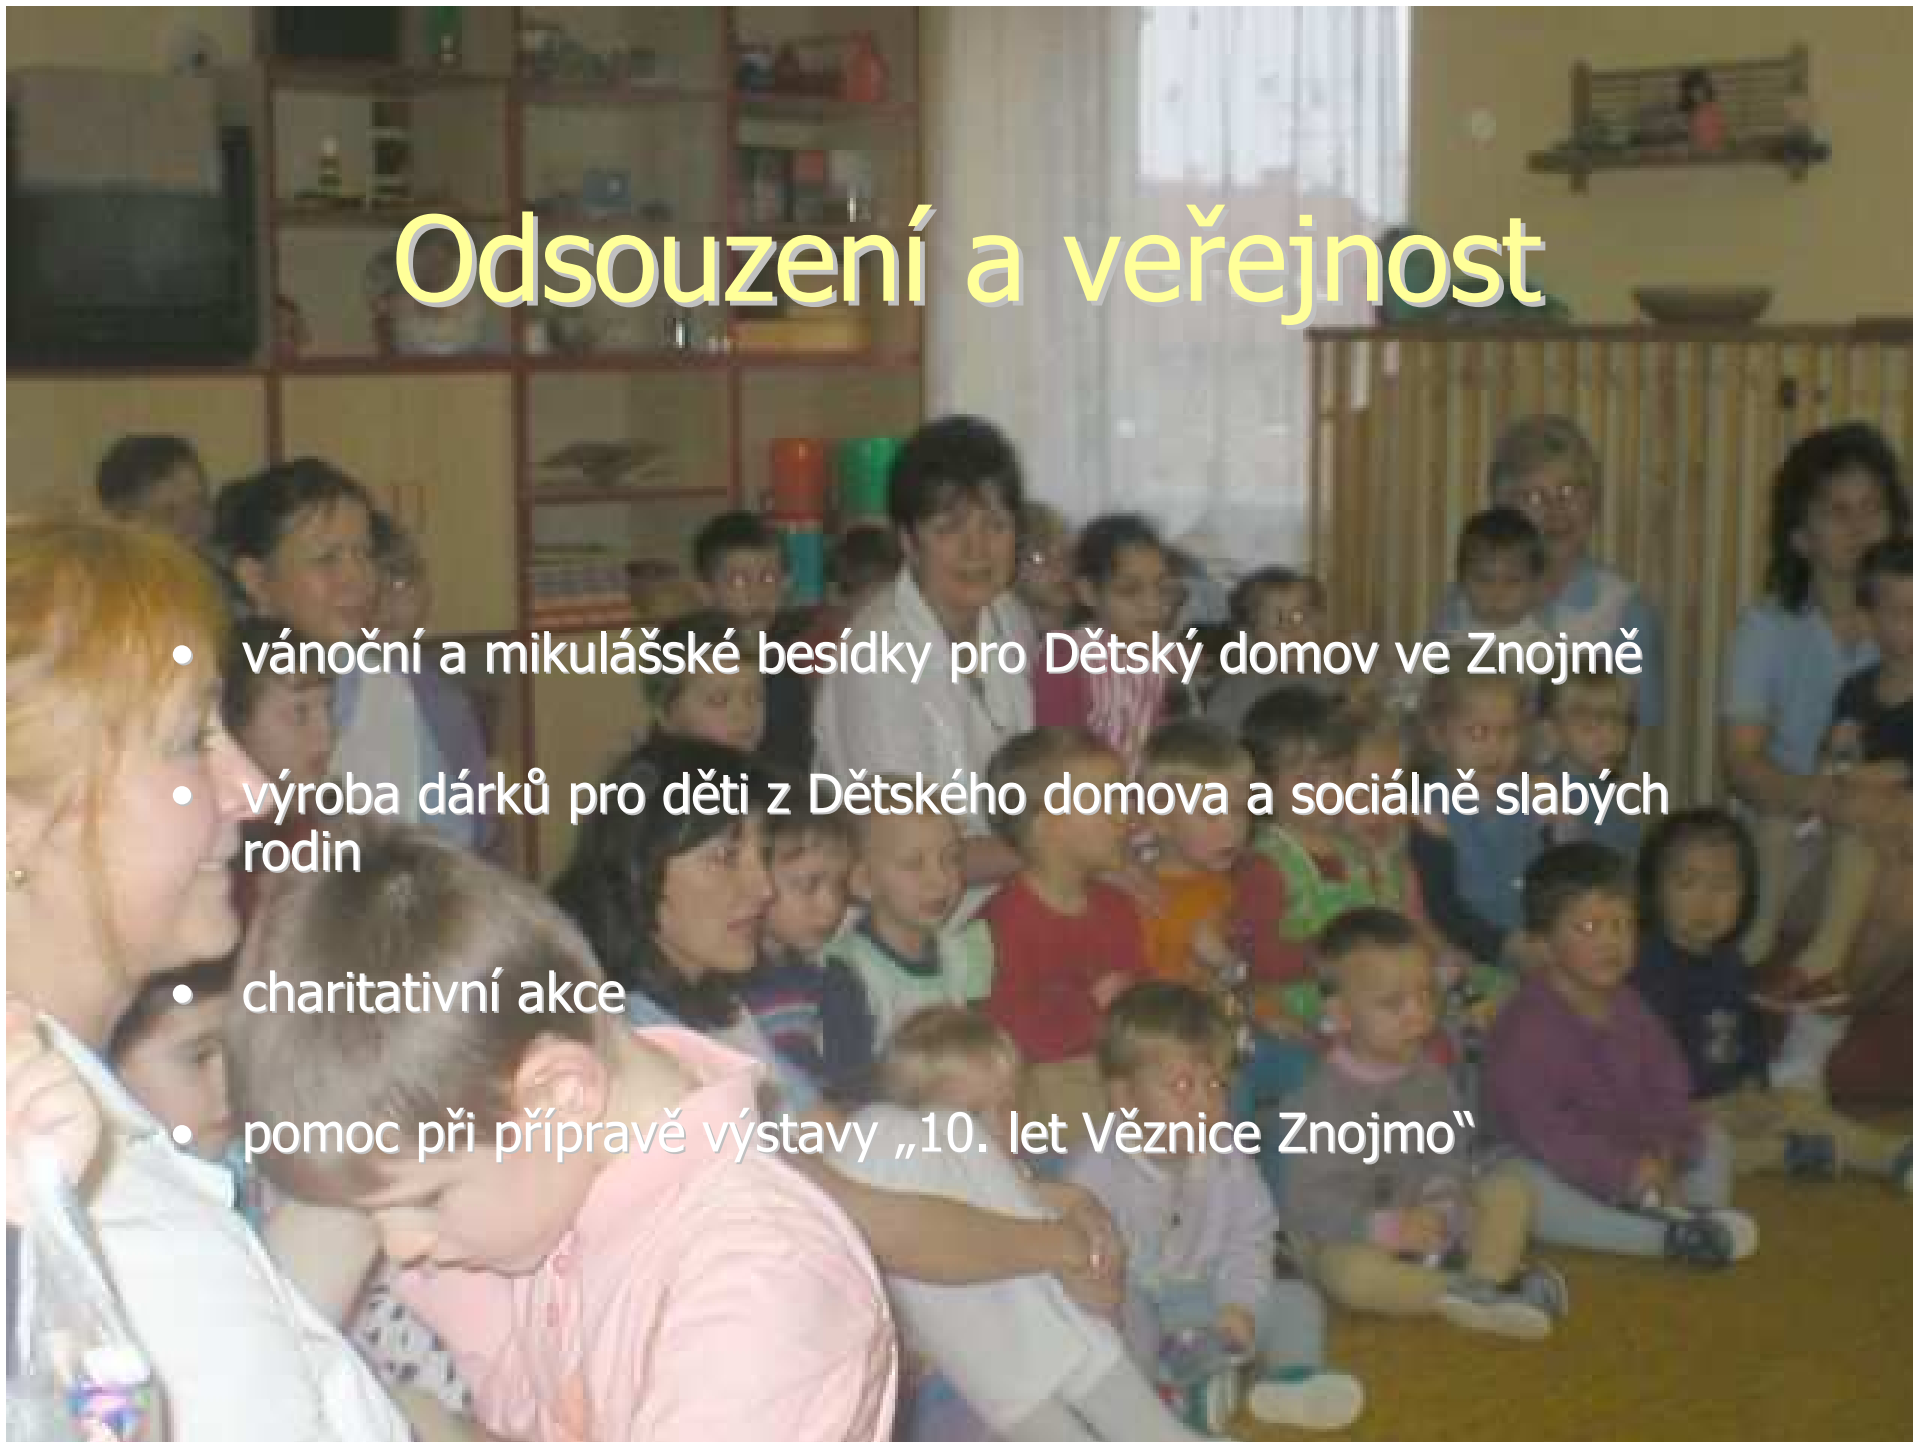 Odsouzení a veřejnost
• vánoční a mikulášské besídky pro Dětský domov ve Znojmě
• výroba dárků pro děti z Dětského domova a sociálně slabých
rodin
• charitativní akce
• pomoc při přípravě výstavy „10. let Věznice Znojmo“